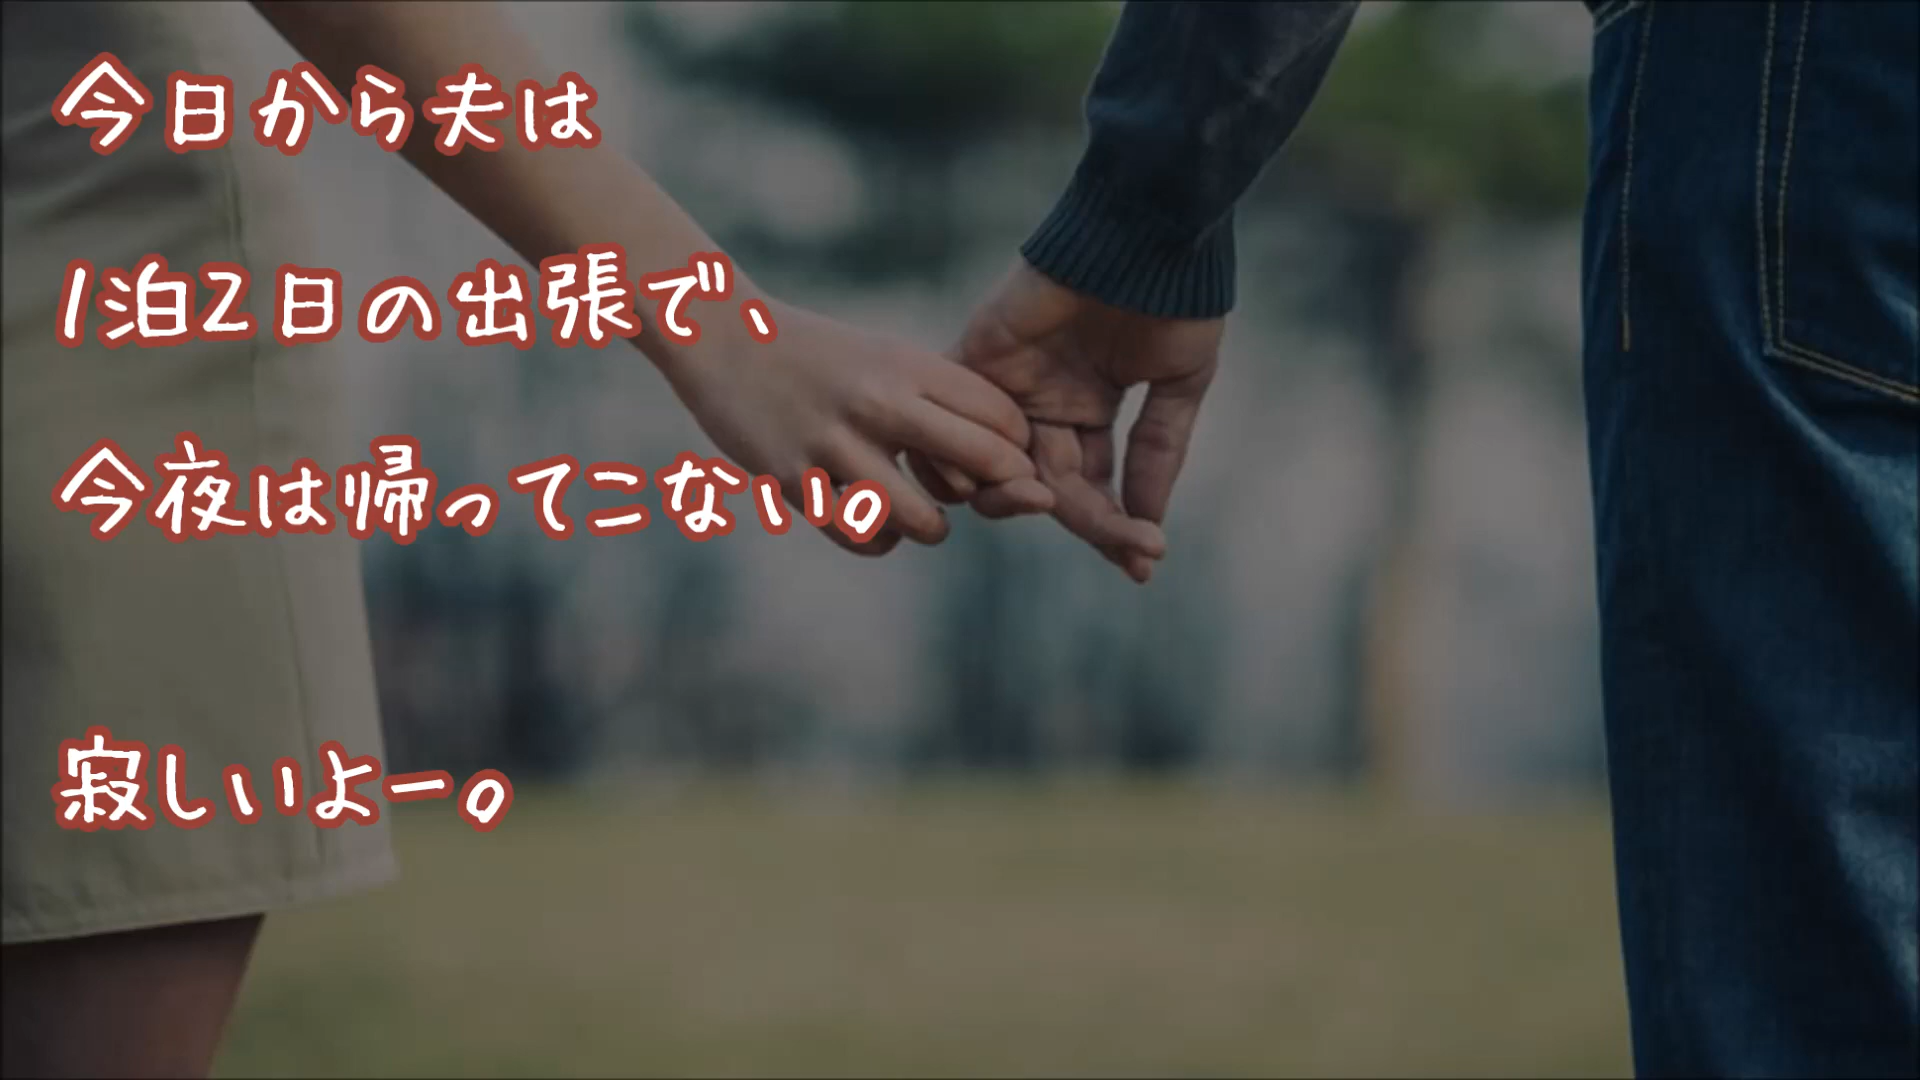 今日から夫は
1泊2日の出張で、
今夜は帰ってこない。
寂しいよー。